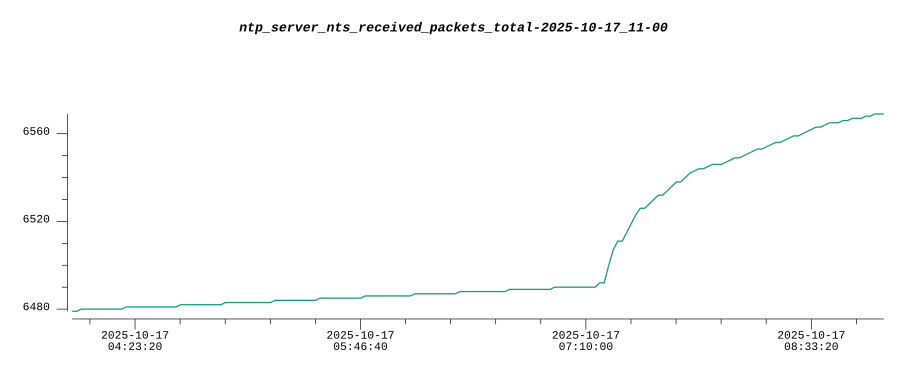 ntp_server_nts_received_packets_total-2025-10-17_11-00
6560
6520
6480
2025-10-17 2025-10-17 2025-10-17 2025-10-17
04:23:20 05:46:40 07:10:00 08:33:20